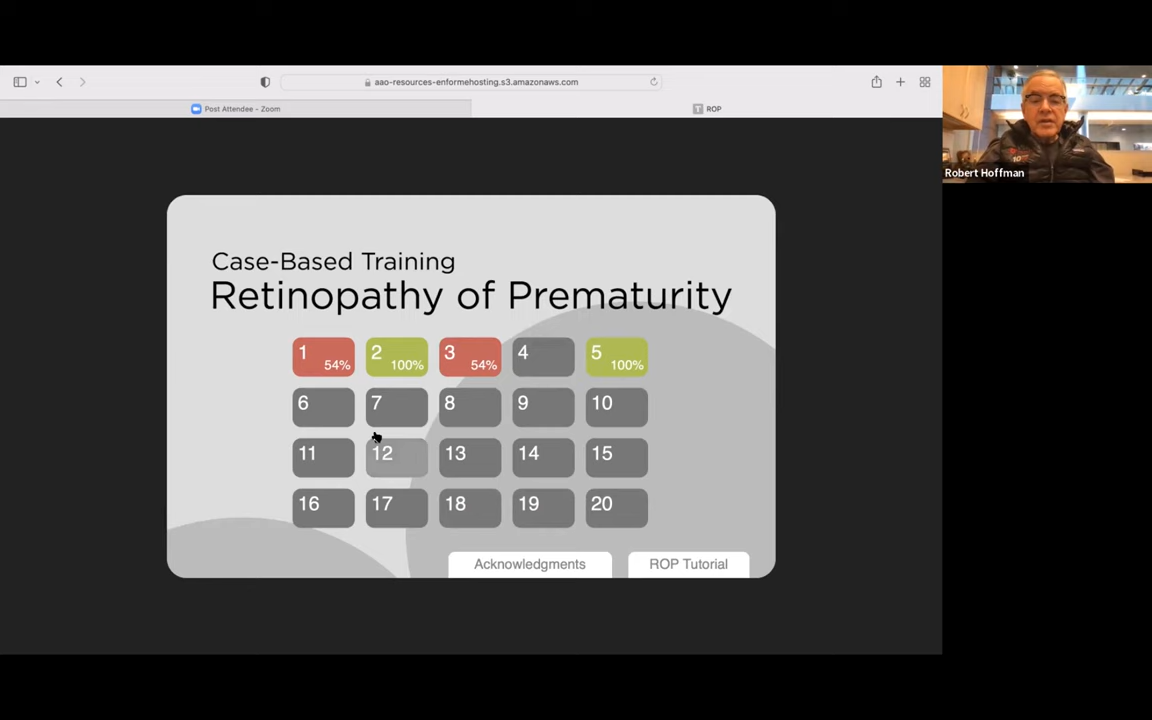 aao-resources-enformehosting.s3.amazonaws.com
Post Attendee - Zoom
T ROP
Robert Hoffman
Case-Based Training
Retinopathy of Prematurity
1 54% 2 100% 3 54% 4 5 100%
6 7 8 9 10
11 12 13 14 15
16 17 18 19 20
Acknowledgments ROP Tutorial